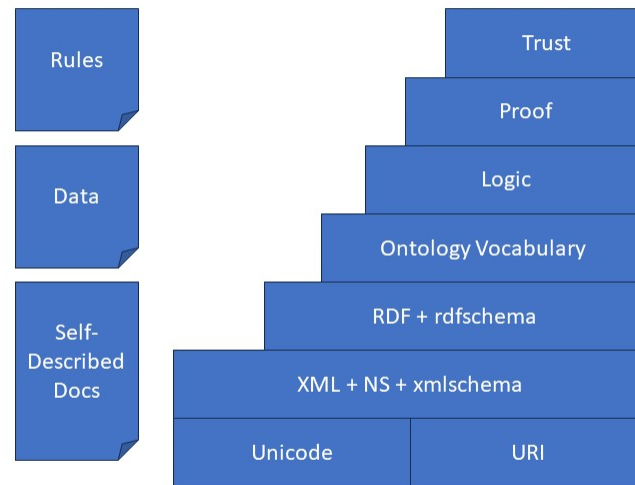 Rules
Data
Self-
Described
Docs
Trust
Proof
Logic
Ontology Vocabulary
RDF + rdfschema
XML + NS + xmlschema
Unicode
URI